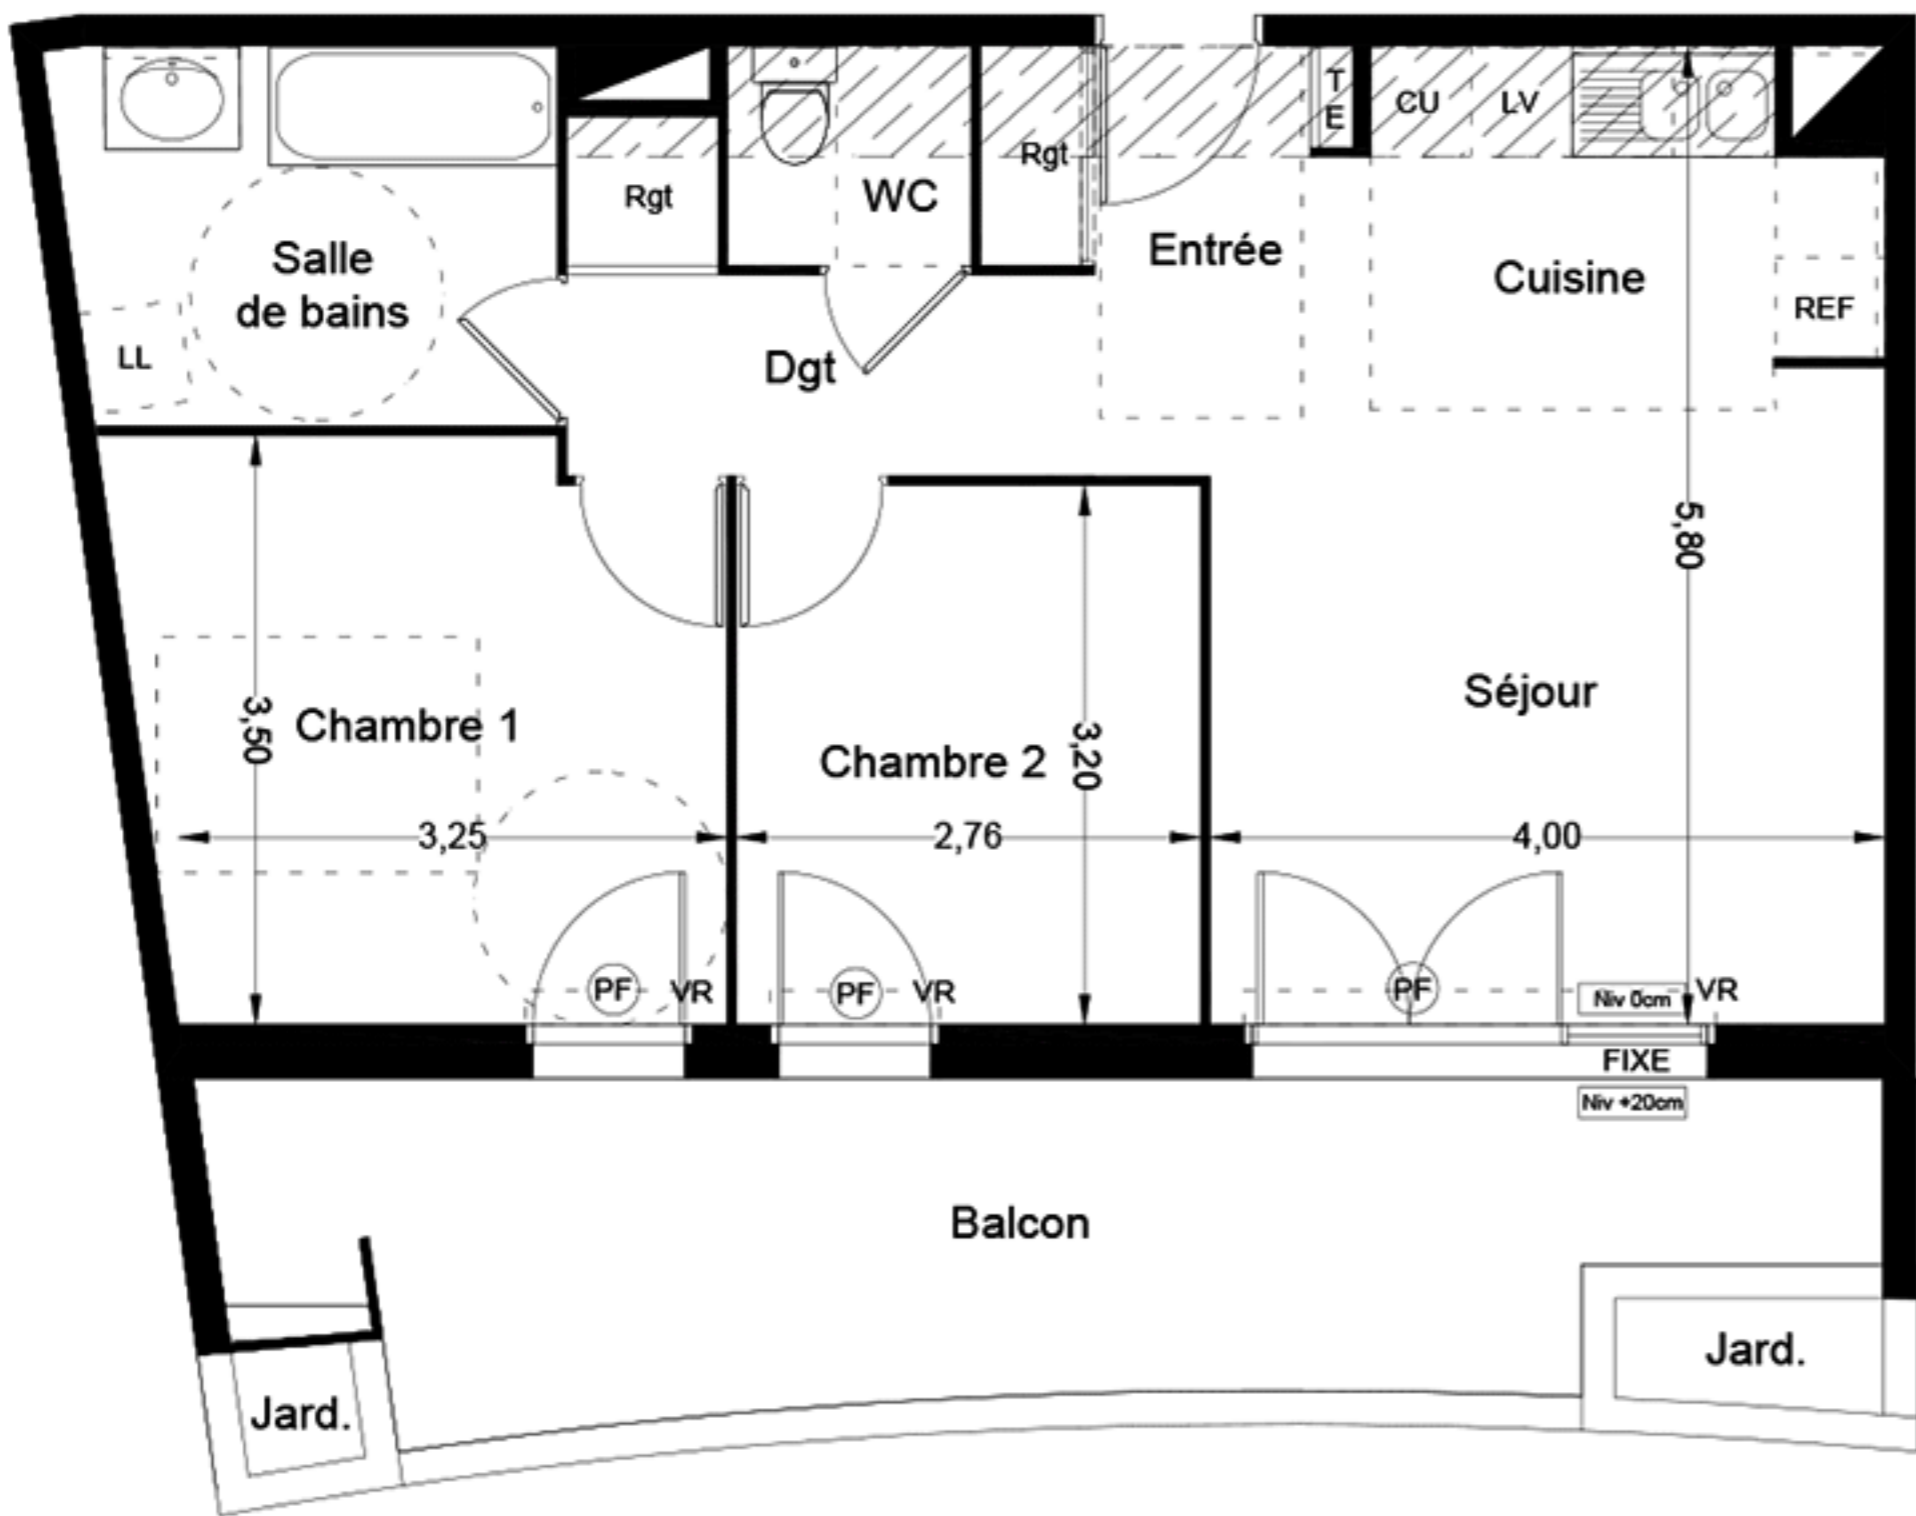 T
E
CU
LV
Rgt
Rgt
WC
Entrée
Cuisine
Salle
de bains
REF
LL
Dgt
5,80
3,50
Chambre 1
Chambre 2
3,20
Séjour
3,25
2,76
4,00
PF
VR
PF
VR
PF
Niv 0cm
VR
FIXE
Niv +20cm
Balcon
Jard.
Jard.